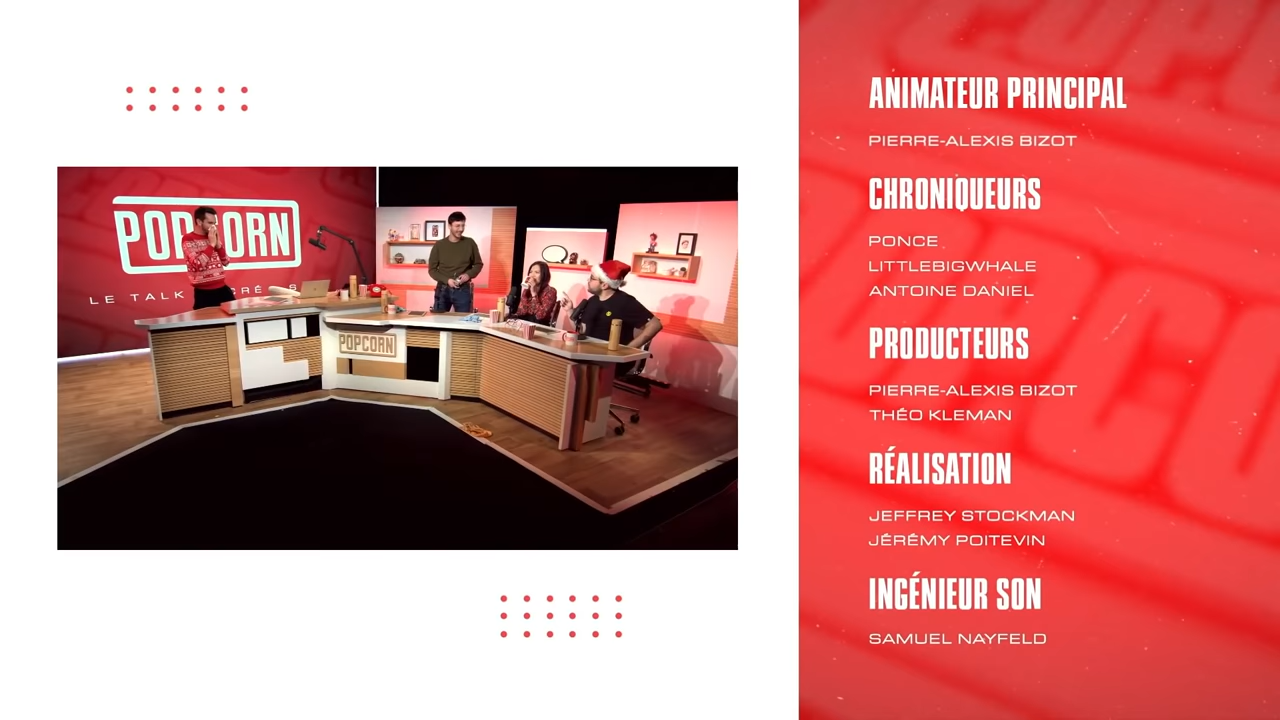 POPCORN
LE TALK
POPCORN
ANIMATEUR PRINCIPAL
PIERRE-ALEXIS BIZOT
CHRONIQUEURS
PONCE
LITTLEBIGWHALE
ANTOINE DANIEL
PRODUCTEURS
PIERRE-ALEXIS BIZOT
THÉO KLEMAN
RÉALISATION
JEFFREY STOCKMAN
JÉRÉMY POITEVIN
INGÉNIEUR SON
SAMUEL NAYFELD